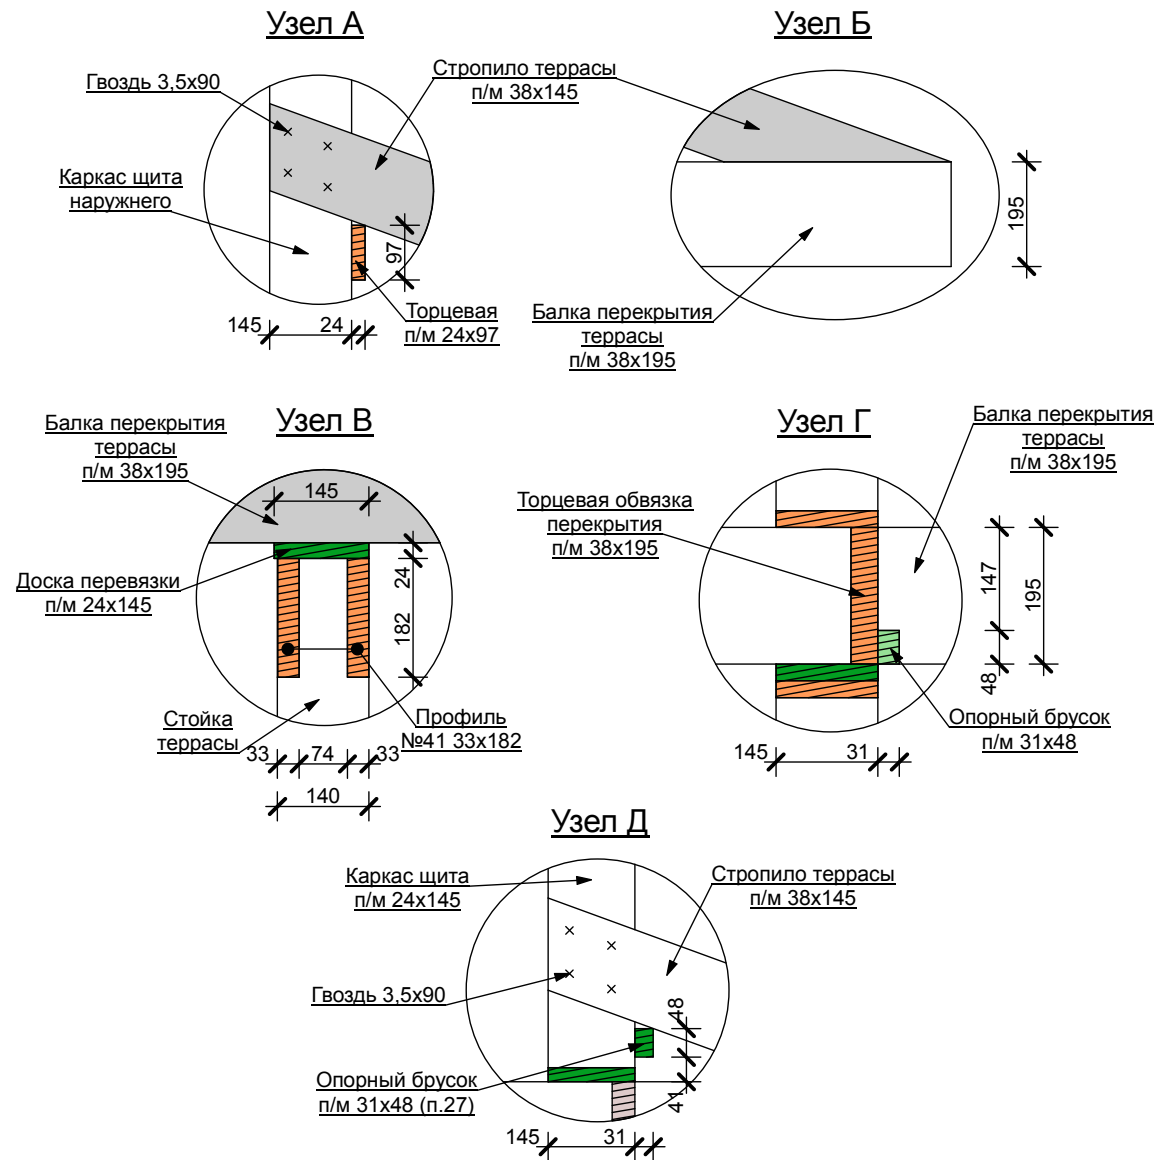 Узел А
Гвоздь 3,5х90
Стропило террасы
п/м 38х145
Каркас щита
наружнего
97
145
24
Торцевая
п/м 24х97
Узел Б
195
Балка перекрытия
террасы
п/м 38х195
Узел В
Балка перекрытия
террасы
п/м 38х195
145
Доска перевязки
п/м 24х145
24
182
Стойка
террасы
Профиль
№41 33х182
33
74
33
140
Узел Г
Балка перекрытия
террасы
п/м 38х195
Торцевая обвязка
перекрытия
п/м 38х195
147
195
48
Опорный брусок
п/м 31х48
145
31
Узел Д
Каркас щита
п/м 24х145
Стропило террасы
п/м 38х145
Гвоздь 3,5х90
48
Опорный брусок
п/м 31х48 (п.27)
41
145
31